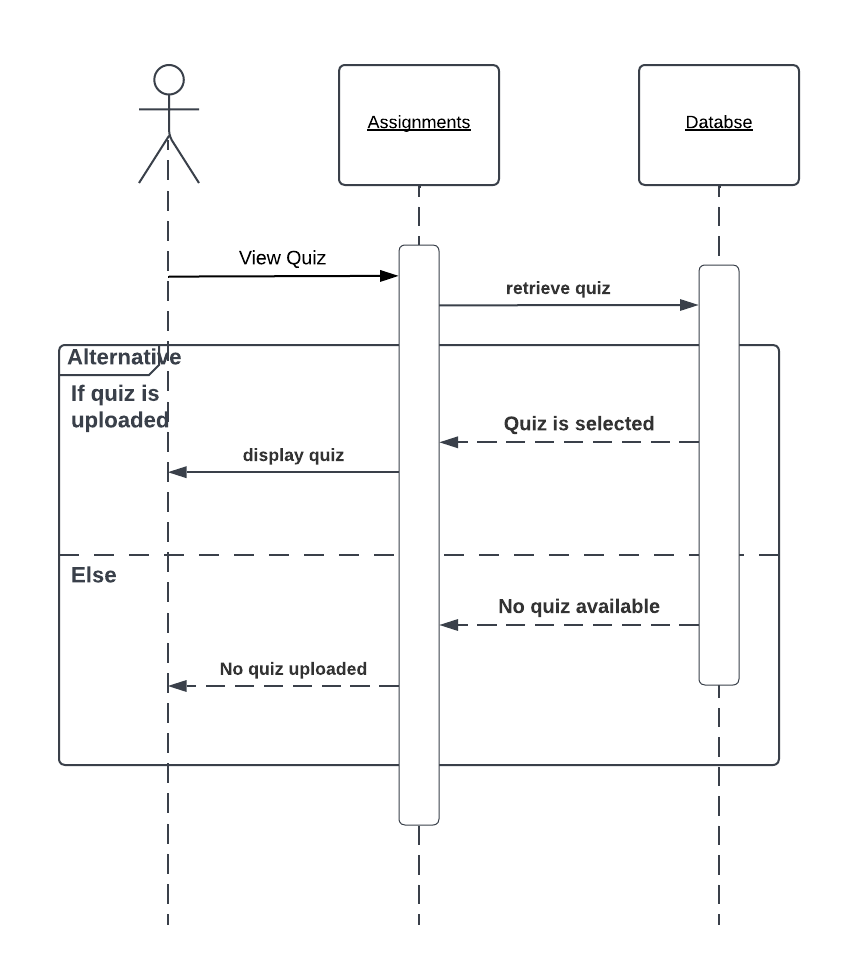 Assignments
Databse
View Quiz
retrieve quiz
Alternative
If quiz is
uploaded
Quiz is selected
display quiz
Else
No quiz available
No quiz uploaded